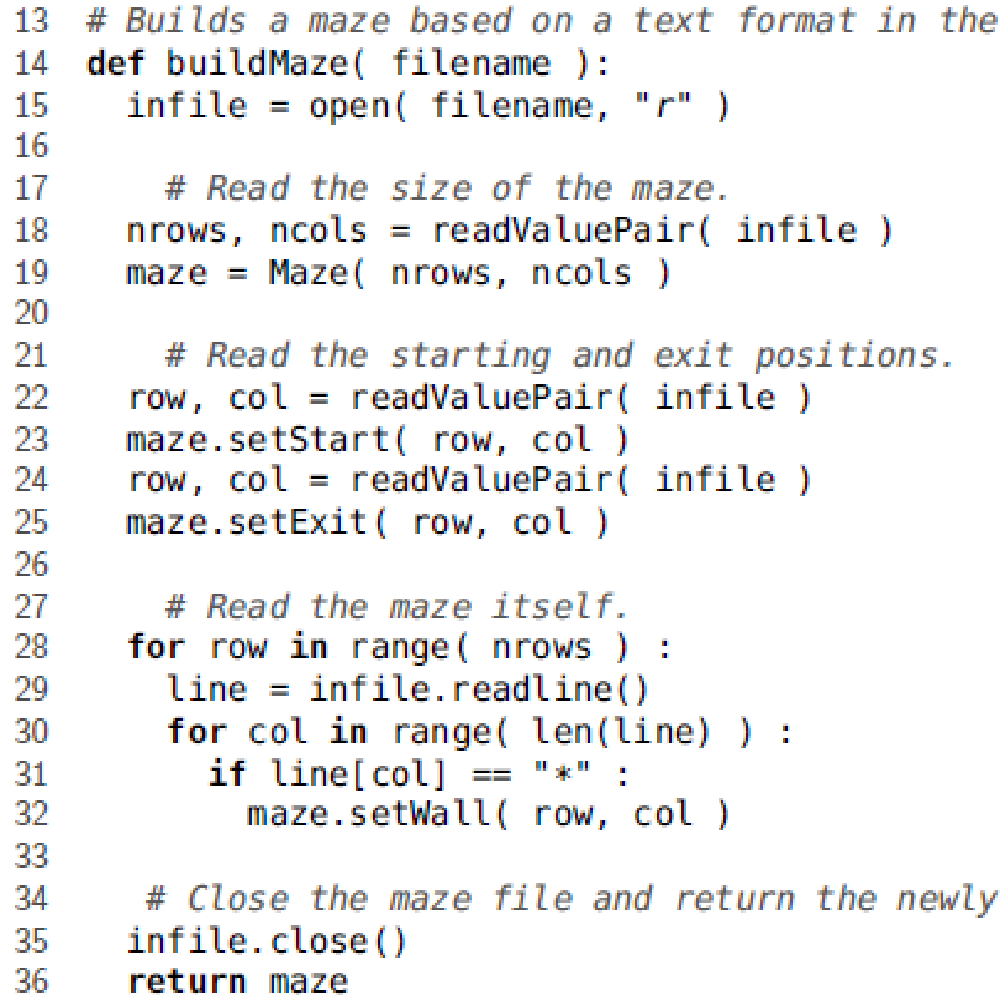 13 # Builds a maze based on a text format in the
14 def buildMaze( filename ):
15   infile = open( filename, "r" )
16
17     # Read the size of the maze.
18   nrows, ncols = readValuePair( infile )
19   maze = Maze( nrows, ncols )
20
21     # Read the starting and exit positions.
22   row, col = readValuePair( infile )
23   maze.setStart( row, col )
24   row, col = readValuePair( infile )
25   maze.setExit( row, col )
26
27     # Read the maze itself.
28   for row in range( nrows ) :
29     line = infile.readline()
30     for col in range( len(line) ) :
31       if line[col] == "*" :
32         maze.setWall( row, col )
33
34    # Close the maze file and return the newly
35   infile.close()
36   return maze